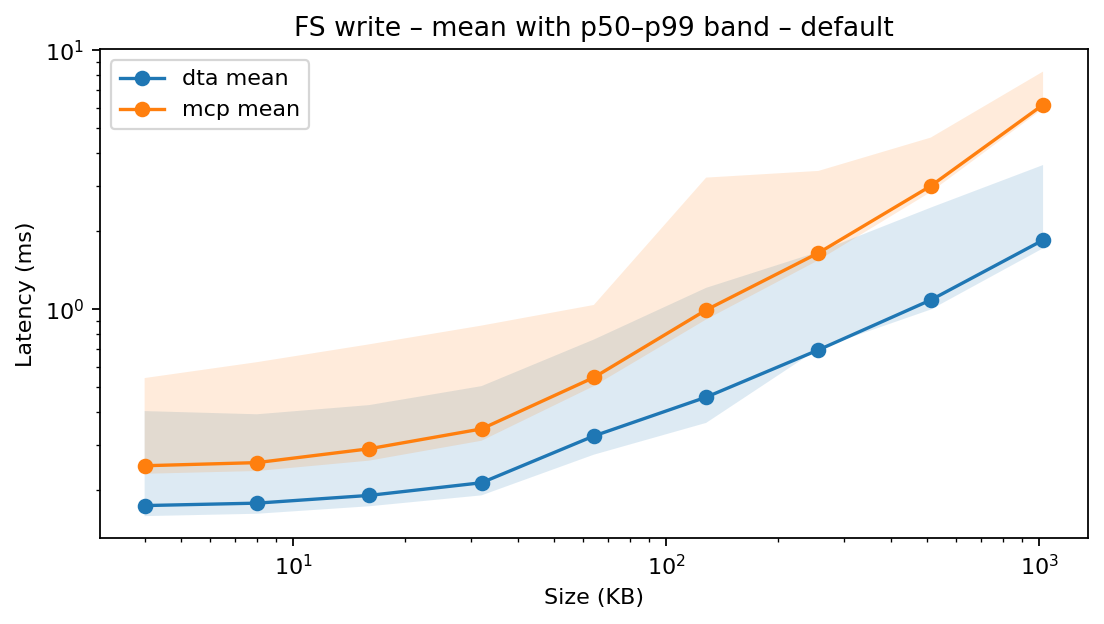 FS write – mean with p50–p99 band – default
dta mean
mcp mean
Latency (ms)
10¹
10⁰
10¹
10²
10³
Size (KB)